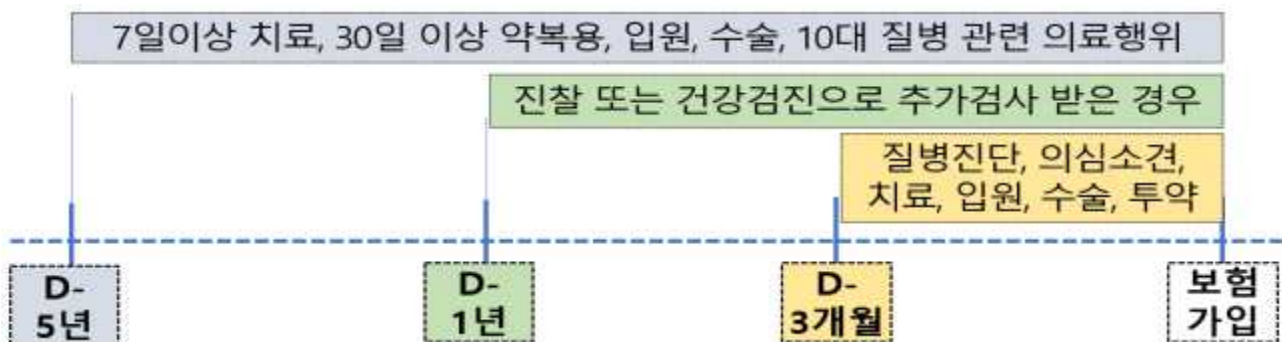 7일이상 치료, 30일 이상 약복용, 입원, 수술, 10대 질병 관련 의료행위
진찰 또는 건강검진으로 추가검사 받은 경우
질병진단, 의심소견,
치료, 입원, 수술, 투약
D-
5년
D-
1년
D-
3개월
보험
가입